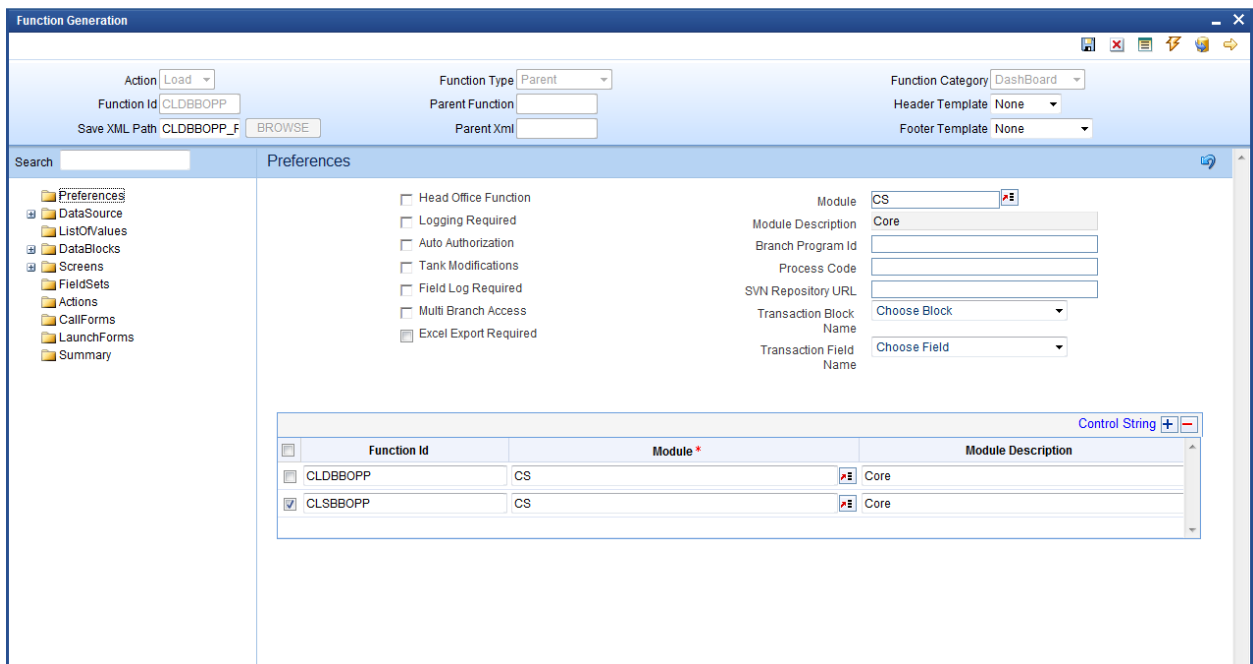 Function Generation
Action Load Function Type Parent Function Category DashBoard
Function Id CLDBBOPP Parent Function Header Template None
Save XML Path CLDBBOPP_F BROWSE Parent Xml Footer Template None
Search
Preferences
Preferences
DataSource
ListOfValues
DataBlocks
Screens
FieldSets
Actions
CallForms
LaunchForms
Summary
Head Office Function
Logging Required
Auto Authorization
Tank Modifications
Field Log Required
Multi Branch Access
Excel Export Required
Module CS
Module Description Core
Branch Program Id
Process Code
SVN Repository URL
Transaction Block Name Choose Block
Transaction Field Name Choose Field
Control String
Function Id Module * Module Description
CLDBBOPP CS Core
CLSBBOPP CS Core